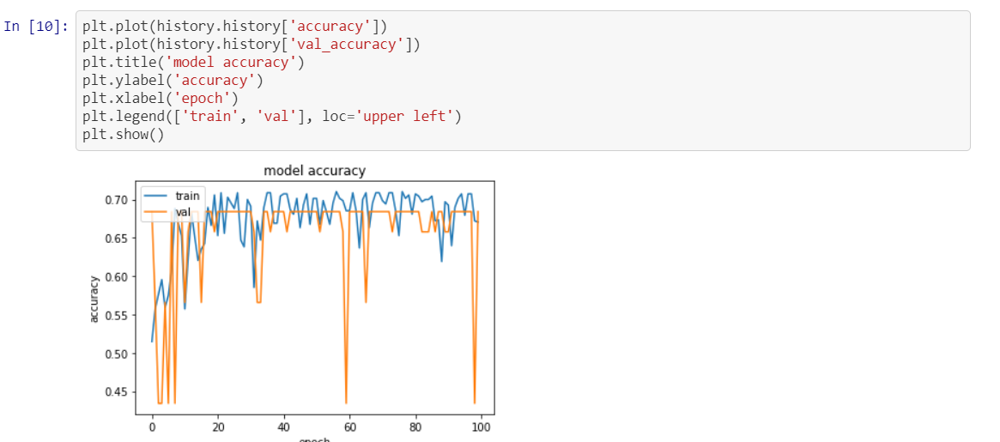 In [10]:
plt.plot(history.history['accuracy'])
plt.plot(history.history['val_accuracy'])
plt.title('model accuracy')
plt.ylabel('accuracy')
plt.xlabel('epoch')
plt.legend(['train', 'val'], loc='upper left')
plt.show()
model accuracy
train
val
0.70
0.65
0.60
0.55
0.50
0.45
accuracy
0 20 40 60 80 100
epoch